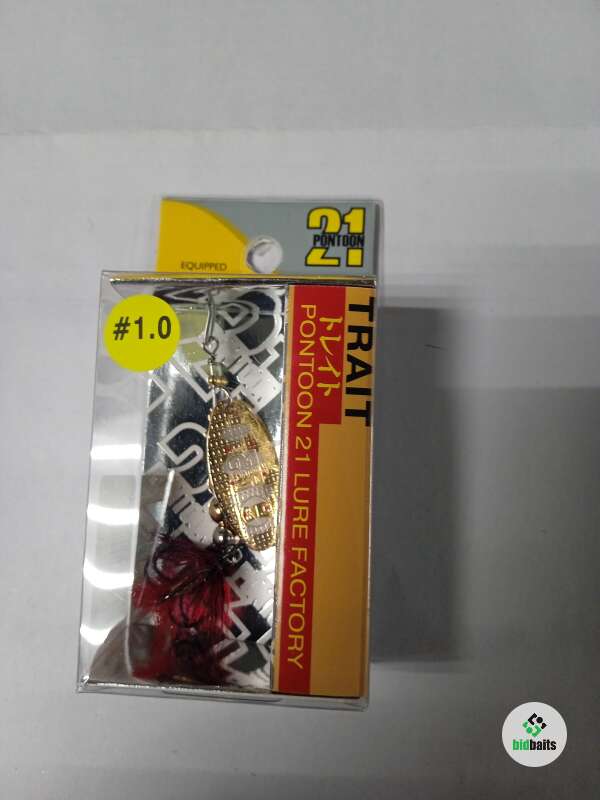 21
PONTOON
EQUIPPED
#1.0
TRAIT
トレイト
PONTOON 21 LURE FACTORY
bidbaits